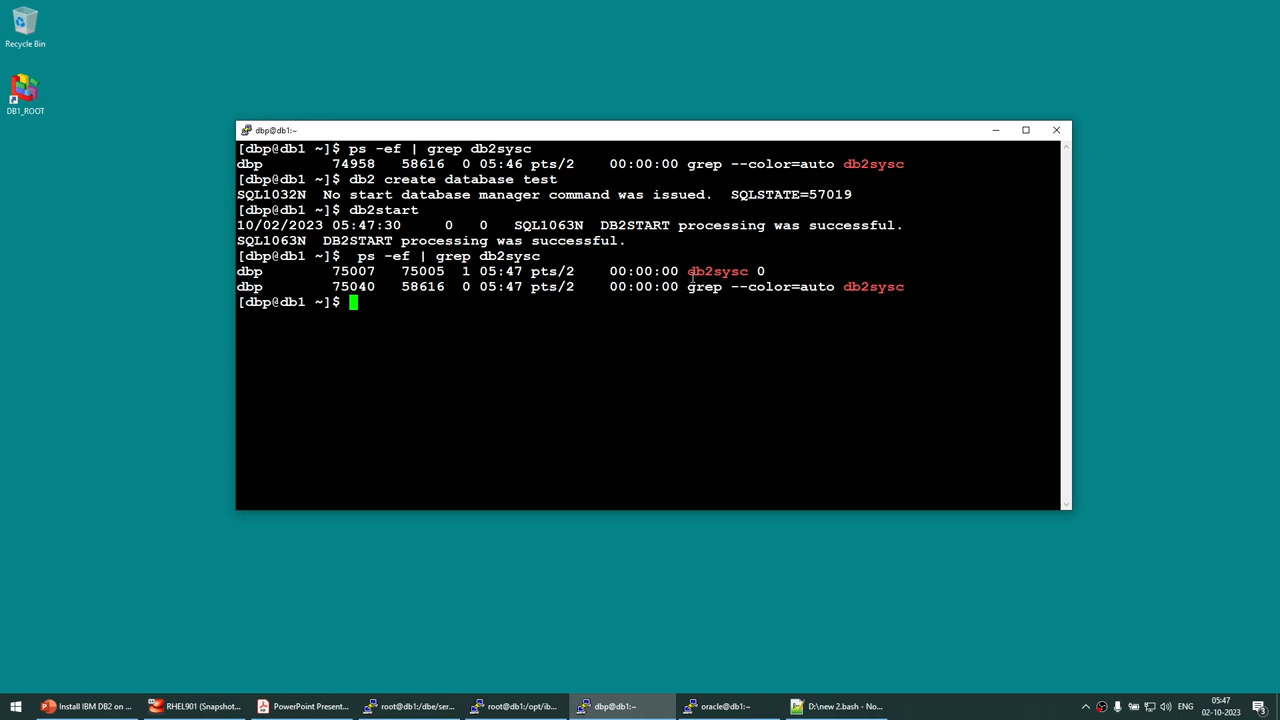 Recycle Bin
DB1_ROOT
dbp@db1:~
[dbp@db1 ~]$ ps -ef | grep db2sysc
dbp 74958 58616 0 05:46 pts/2 00:00:00 grep --color=auto db2sysc
[dbp@db1 ~]$ db2 create database test
SQL1032N No start database manager command was issued. SQLSTATE=57019
[dbp@db1 ~]$ db2start
10/02/2023 05:47:30 0 0 SQL1063N DB2START processing was successful.
SQL1063N DB2START processing was successful.
[dbp@db1 ~]$ ps -ef | grep db2sysc
dbp 75007 75005 1 05:47 pts/2 00:00:00 db2sysc 0
dbp 75040 58616 0 05:47 pts/2 00:00:00 grep --color=auto db2sysc
[dbp@db1 ~]$
Install IBM DB2 on ... RHEL901 (Snapshot... PowerPoint Present... root@db1:/dbe/ser... root@db1:/opt/ib... dbp@db1:~ oracle@db1:~ D:\new 2.bash - No... ENG 05:47
02-10-2023
3